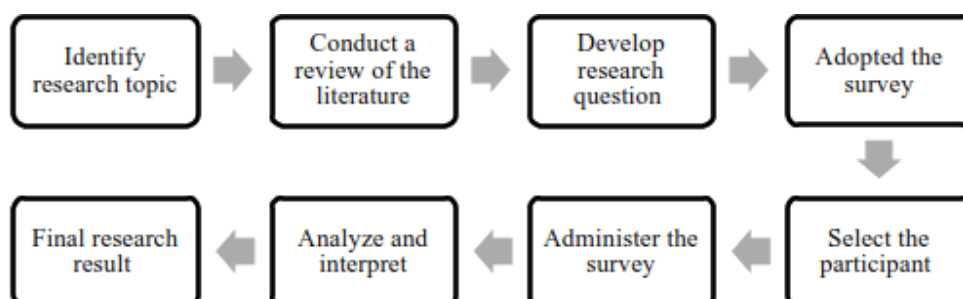 Identify
research topic
Conduct a
review of the
literature
Develop
research
question
Adopted the
survey
Select the
participant
Administer the
survey
Analyze and
interpret
Final research
result